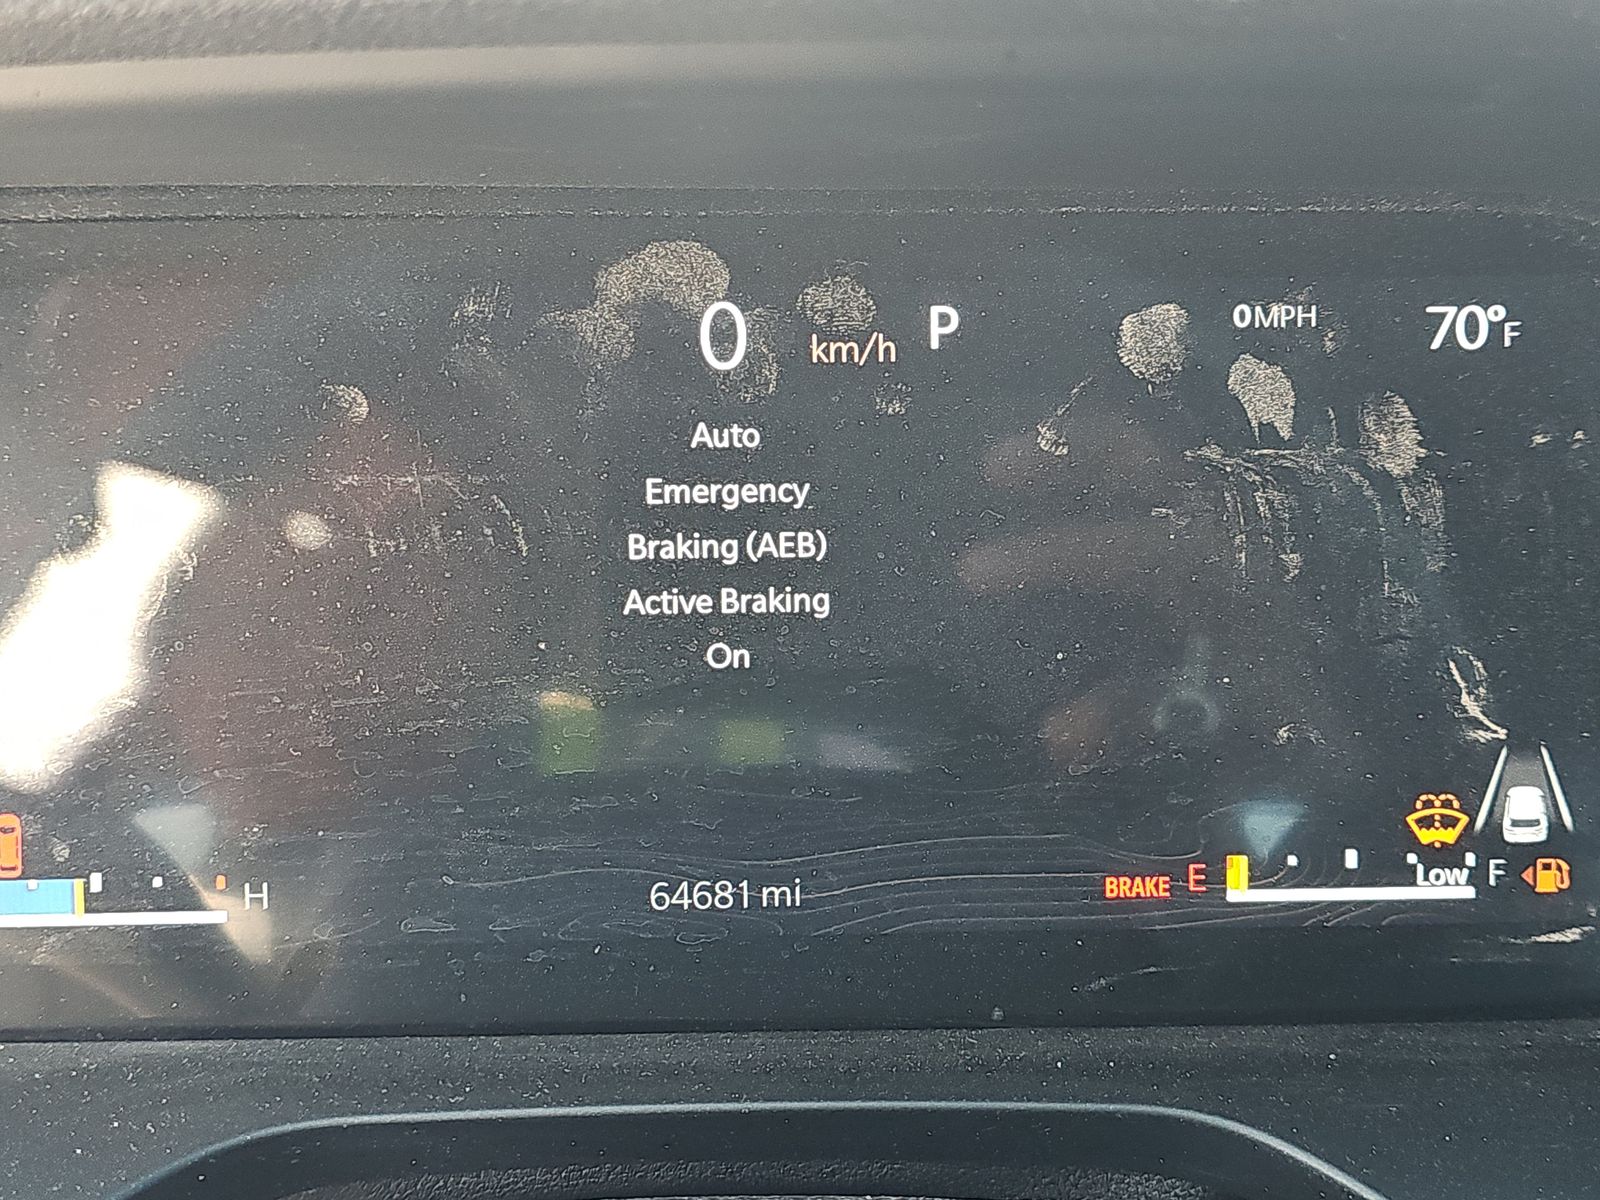 0 km/h P 0MPH 70°F
Auto
Emergency
Braking (AEB)
Active Braking
On
H 64681 mi BRAKE E Low F